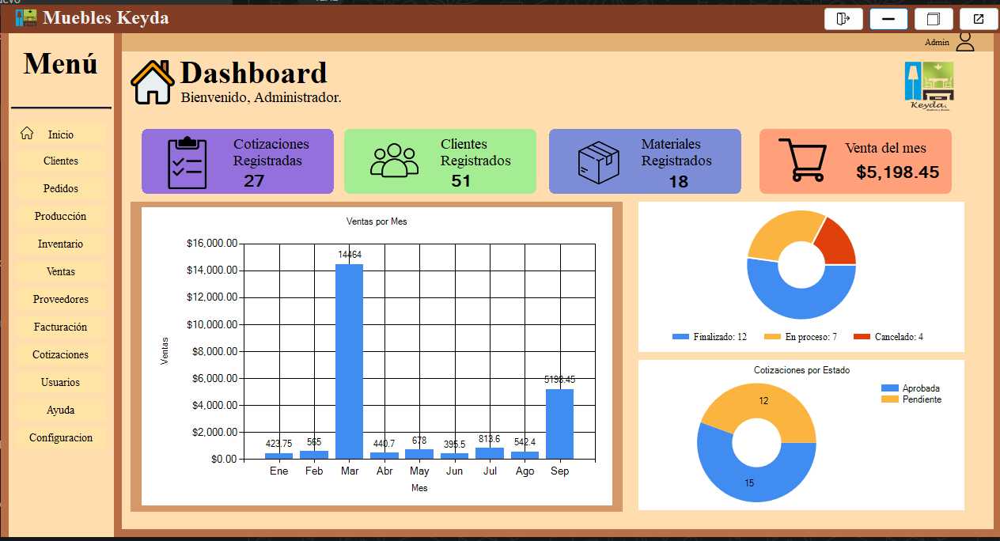 Muebles Keyda
Admin
Menú
Inicio
Clientes
Pedidos
Producción
Inventario
Ventas
Proveedores
Facturación
Cotizaciones
Usuarios
Ayuda
Configuracion
Dashboard
Bienvenido, Administrador.
Keyda.
Cotizaciones
Registradas
27
Clientes
Registrados
51
Materiales
Registrados
18
Venta del mes
$5,198.45
Ventas por Mes
$16,000.00
$14,000.00
$12,000.00
$10,000.00
$8,000.00
$6,000.00
$4,000.00
$2,000.00
$0.00
Ventas
423.75
565
14464
440.7
678
395.5
813.6
542.4
5198.45
Ene Feb Mar Abr May Jun Jul Ago Sep
Mes
Finalizado: 12 En proceso: 7 Cancelado: 4
Cotizaciones por Estado
Aprobada
Pendiente
12
15